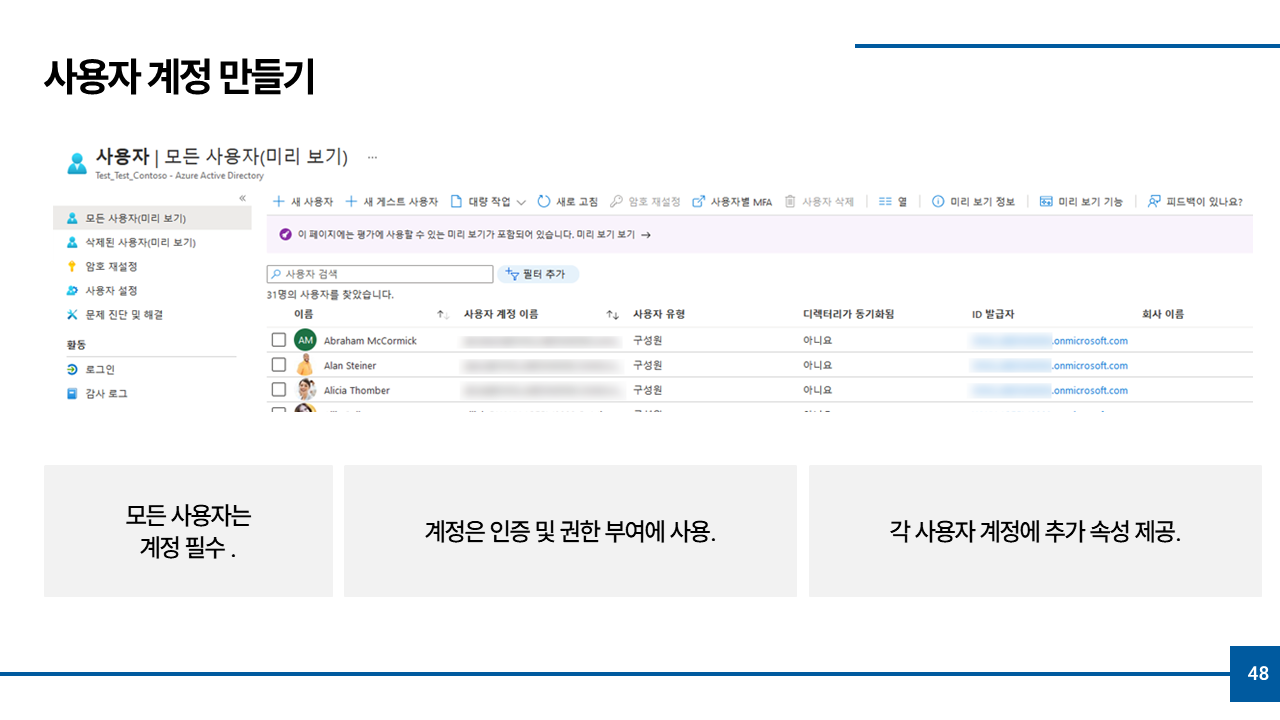 사용자 계정 만들기
사용자 | 모든 사용자(미리 보기) ...
Test_Test_Contoso - Azure Active Directory
«
모든 사용자(미리 보기)
삭제된 사용자(미리 보기)
암호 재설정
사용자 설정
문제 진단 및 해결
활동
로그인
감사 로그
새 사용자 새 게스트 사용자 대량 작업 새로 고침 암호 재설정 사용자별 MFA 사용자 삭제 열 미리 보기 정보 미리 보기 기능 피드백이 있나요?
이 페이지에는 평가에 사용할 수 있는 미리 보기가 포함되어 있습니다. 미리 보기 보기 →
사용자 검색 필터 추가
31명의 사용자를 찾았습니다.
이름 사용자 계정 이름 사용자 유형 디렉터리가 동기화됨 ID 발급자 회사 이름
AM Abraham McCormick 구성원 아니요 .onmicrosoft.com
Alan Steiner 구성원 아니요 .onmicrosoft.com
Alicia Thomber 구성원 아니요 .onmicrosoft.com
모든 사용자는
계정 필수 .
계정은 인증 및 권한 부여에 사용.
각 사용자 계정에 추가 속성 제공.
48